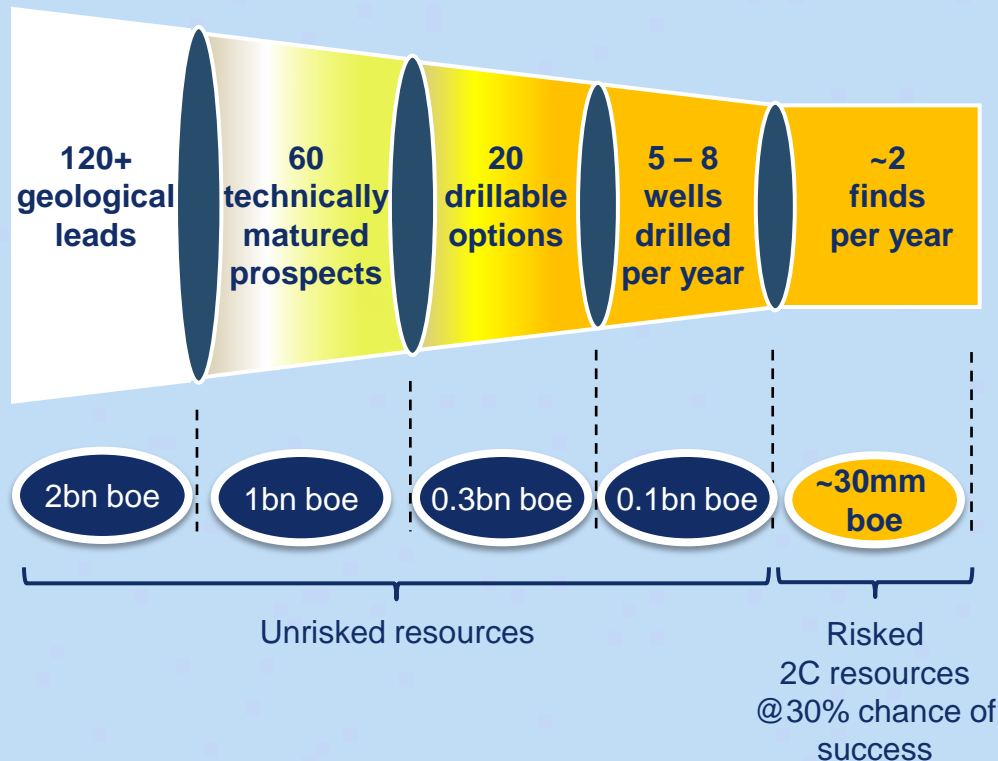 120+
geological
leads
60
technically
matured
prospects
20
drillable
options
5 – 8
wells
drilled
per year
~2
finds
per year
2bn boe
1bn boe
0.3bn boe
0.1bn boe
~30mm
boe
Unrisked resources
Risked
2C resources
@30% chance of
success